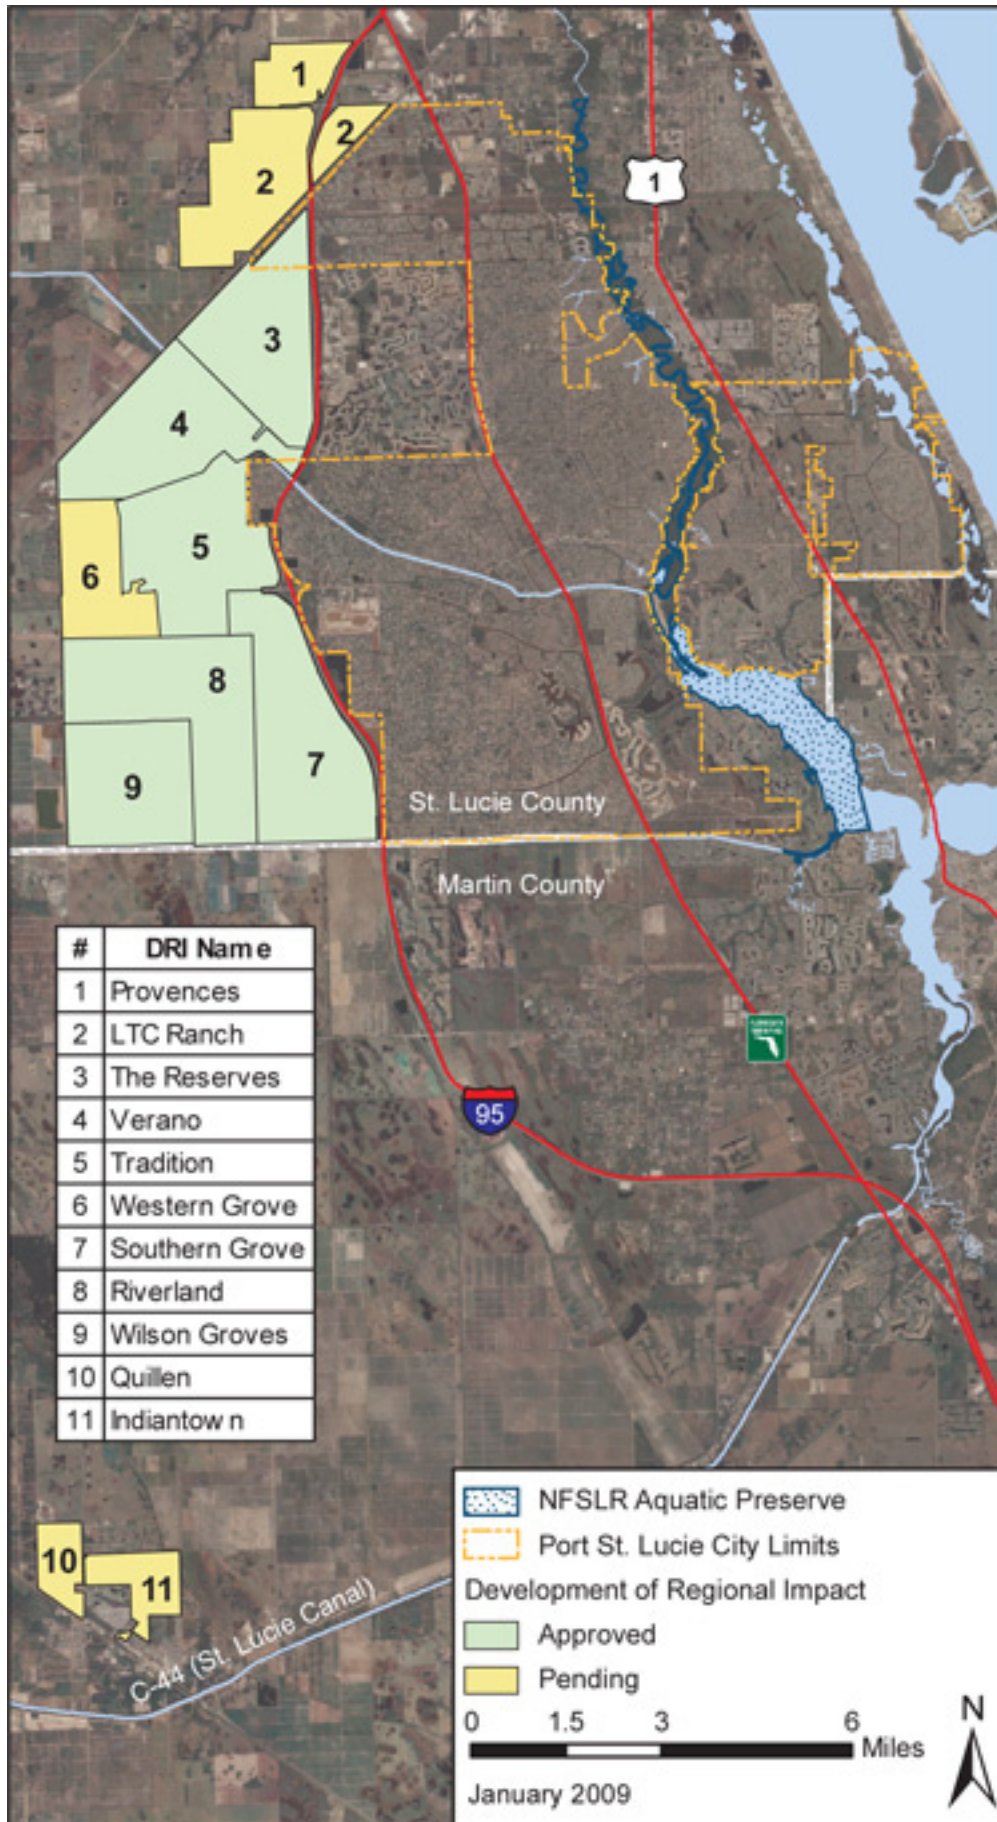 1
2
2
1
3
4
5
6
8
7
9
St. Lucie County
Martin County
# DRI Name
1 Provences
2 LTC Ranch
3 The Reserves
4 Verano
5 Tradition
6 Western Grove
7 Southern Grove
8 Riverland
9 Wilson Groves
10 Quillen
11 Indiantown
95
10
11
C-44 (St. Lucie Canal)
NFSLR Aquatic Preserve
Port St. Lucie City Limits
Development of Regional Impact
Approved
Pending
0 1.5 3 6
Miles
N
January 2009